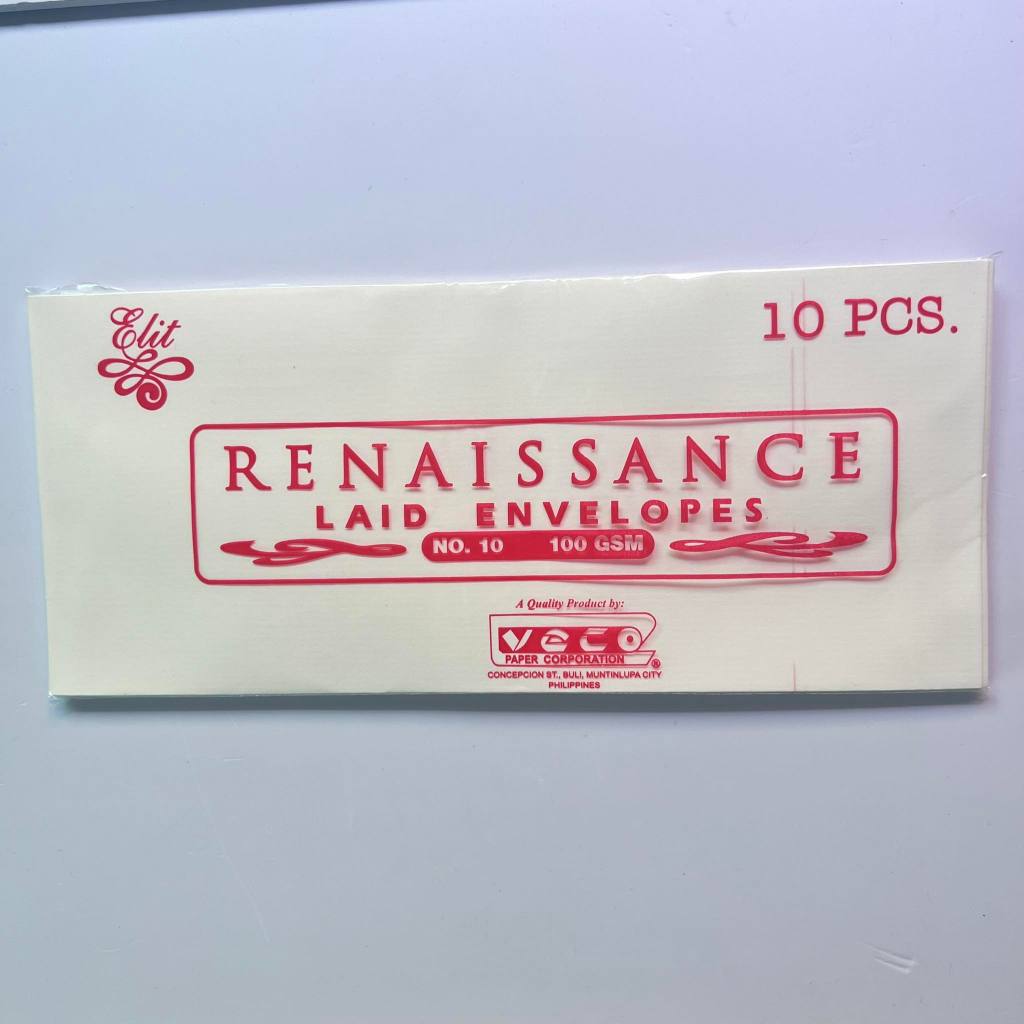 Elit
10 PCS.
RENAISSANCE
LAID ENVELOPES
NO. 10 100 GSM
A Quality Product by:
VECO
PAPER CORPORATION ®
CONCEPCION ST., BULI, MUNTINLUPA CITY
PHILIPPINES